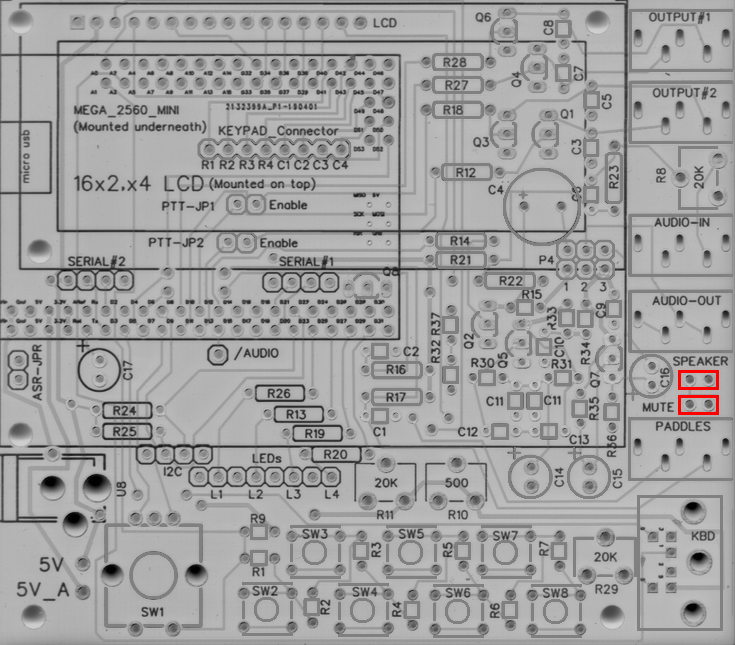 Q6
C8
LCD
OUTPUT#1
R28
Q4
C7
R27
OUTPUT#2
C5
MEGA_2560_MINI
R18
(Mounted underneath)
KEYPAD_Connector
Q3
Q1
C3
micro usb
R1 R2 R3 R4 C1 C2 C3 C4
R12
R23
R8
20K
16x2.x4 LCD (Mounted on top)
C4
PTT-JP1
Enable
AUDIO-IN
PTT-JP2
Enable
R14
R21
P4
SERIAL#2
SERIAL#1
Q8
R22
1 2 3
R15
AUDIO-OUT
C9
R37
R33
Q2
/AUDIO
C2
R32
Q5
C10
R34
ASR-JPR
C17
R16
R30
R31
Q7
C16
SPEAKER
R26
R17
C11
C11
R24
R13
C1
R35
MUTE
R25
R19
C12
C13
R36
PADDLES
I2C
LEDs
R20
U8
L1 L2 L3 L4
20K
500
C14
C15
R11
R10
R9
SW3
R3
SW5
R5
SW7
R7
KBD
5V
R1
20K
5V_A
SW2
R2
SW4
R4
SW6
R6
SW8
R29
SW1